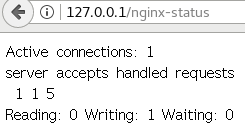 127.0.0.1/nginx-status
Active connections: 1
server accepts handled requests
1 1 5
Reading: 0 Writing: 1 Waiting: 0